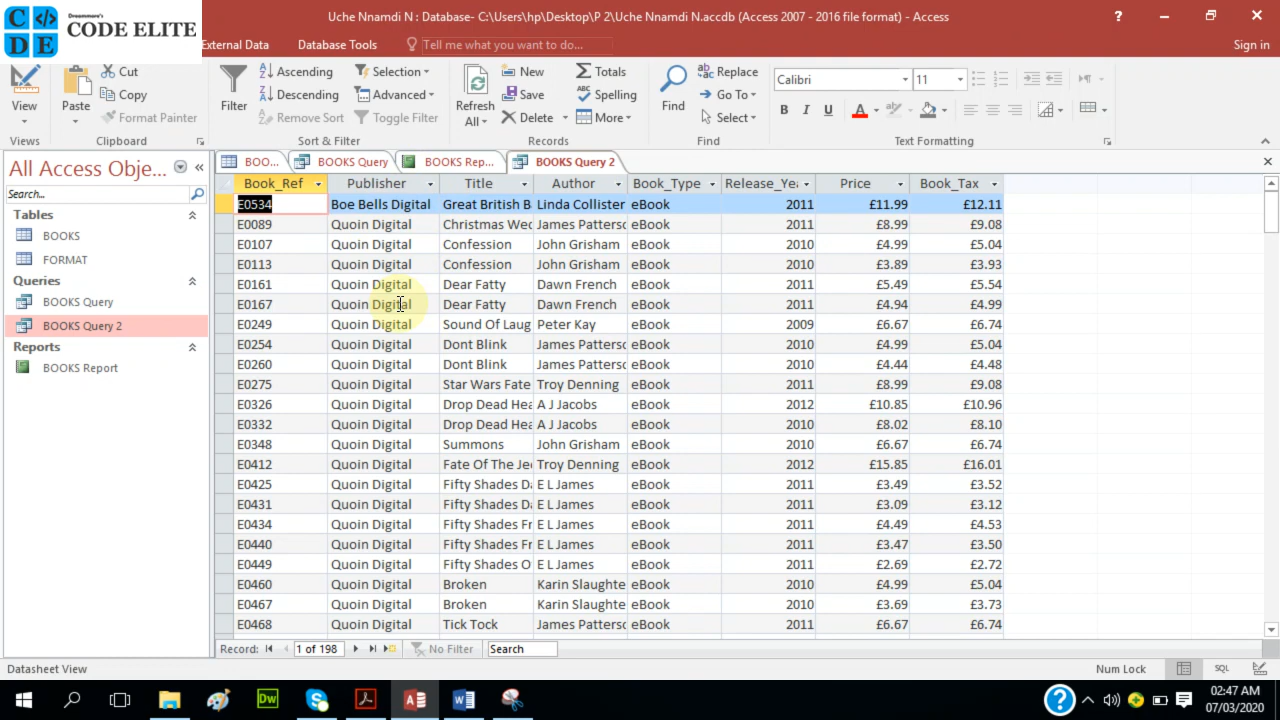 Dreammore's
CODE ELITE
CDE
Uche Nnamdi N : Database- C:\Users\hp\Desktop\P 2\Uche Nnamdi N.accdb (Access 2007 - 2016 file format) - Access
External Data Database Tools Tell me what you want to do... Sign in
View Paste Cut Copy Format Painter
Filter Ascending Descending Remove Sort Selection Advanced Toggle Filter
Refresh All New Save Delete Totals Spelling More
Find Replace Go To Select
Calibri 11 B I U
Views Clipboard Sort & Filter Records Find Text Formatting
All Access Obje...
Search...
Tables
BOOKS
FORMAT
Queries
BOOKS Query
BOOKS Query 2
Reports
BOOKS Report
BOO... BOOKS Query BOOKS Rep... BOOKS Query 2
Book_Ref Publisher Title Author Book_Type Release_Yea Price Book_Tax
E0534 Boe Bells Digital Great British B Linda Collister eBook 2011 £11.99 £12.11
E0089 Quoin Digital Christmas Wed James Patterso eBook 2011 £8.99 £9.08
E0107 Quoin Digital Confession John Grisham eBook 2010 £4.99 £5.04
E0113 Quoin Digital Confession John Grisham eBook 2010 £3.89 £3.93
E0161 Quoin Digital Dear Fatty Dawn French eBook 2011 £5.49 £5.54
E0167 Quoin Digital Dear Fatty Dawn French eBook 2011 £4.94 £4.99
E0249 Quoin Digital Sound Of Laug Peter Kay eBook 2009 £6.67 £6.74
E0254 Quoin Digital Dont Blink James Patterso eBook 2010 £4.99 £5.04
E0260 Quoin Digital Dont Blink James Patterso eBook 2010 £4.44 £4.48
E0275 Quoin Digital Star Wars Fate Troy Denning eBook 2011 £8.99 £9.08
E0326 Quoin Digital Drop Dead Hea A J Jacobs eBook 2012 £10.85 £10.96
E0332 Quoin Digital Drop Dead Hea A J Jacobs eBook 2010 £8.02 £8.10
E0348 Quoin Digital Summons John Grisham eBook 2010 £6.67 £6.74
E0412 Quoin Digital Fate Of The Je Troy Denning eBook 2012 £15.85 £16.01
E0425 Quoin Digital Fifty Shades Da E L James eBook 2011 £3.49 £3.52
E0431 Quoin Digital Fifty Shades Da E L James eBook 2011 £3.09 £3.12
E0434 Quoin Digital Fifty Shades Fr E L James eBook 2011 £4.49 £4.53
E0440 Quoin Digital Fifty Shades Fr E L James eBook 2011 £3.47 £3.50
E0449 Quoin Digital Fifty Shades O E L James eBook 2011 £2.69 £2.72
E0460 Quoin Digital Broken Karin Slaughte eBook 2010 £4.99 £5.04
E0467 Quoin Digital Broken Karin Slaughte eBook 2010 £3.69 £3.73
E0468 Quoin Digital Tick Tock James Patterso eBook 2011 £6.67 £6.74
Record: 1 of 198 No Filter Search
Datasheet View Num Lock SQL
Dw 02:47 AM
07/03/2020